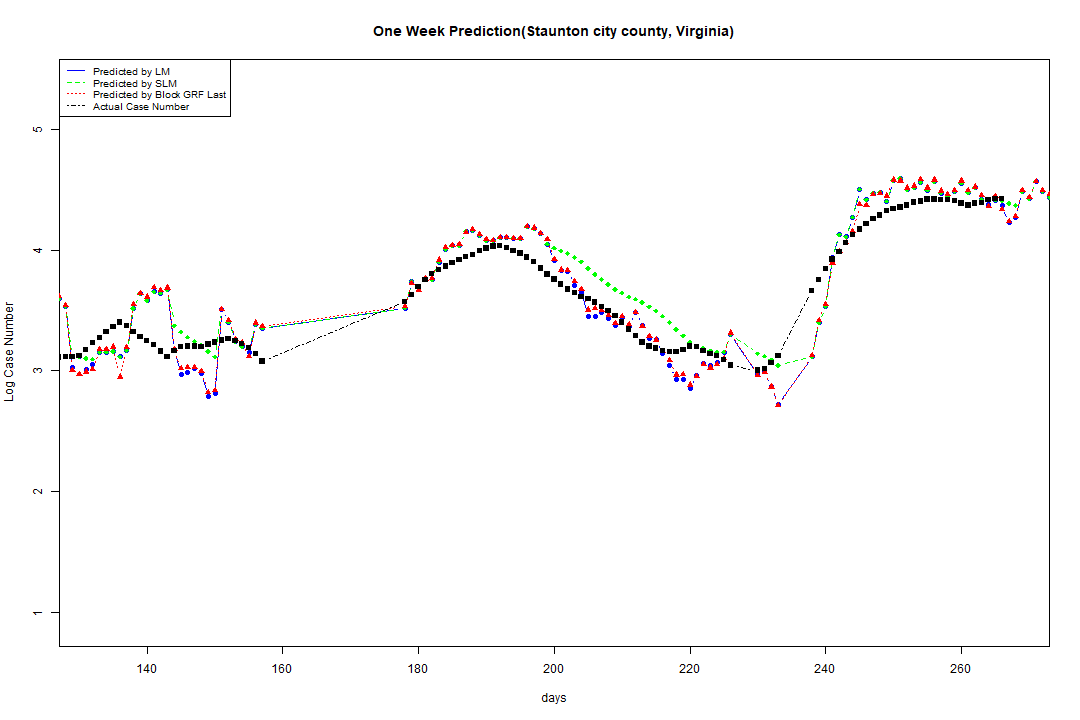 One Week Prediction(Staunton city county, Virginia)
Predicted by LM
Predicted by SLM
Predicted by Block GRF Last
Actual Case Number
5
4
3
2
1
Log Case Number
140 160 180 200 220 240 260
days